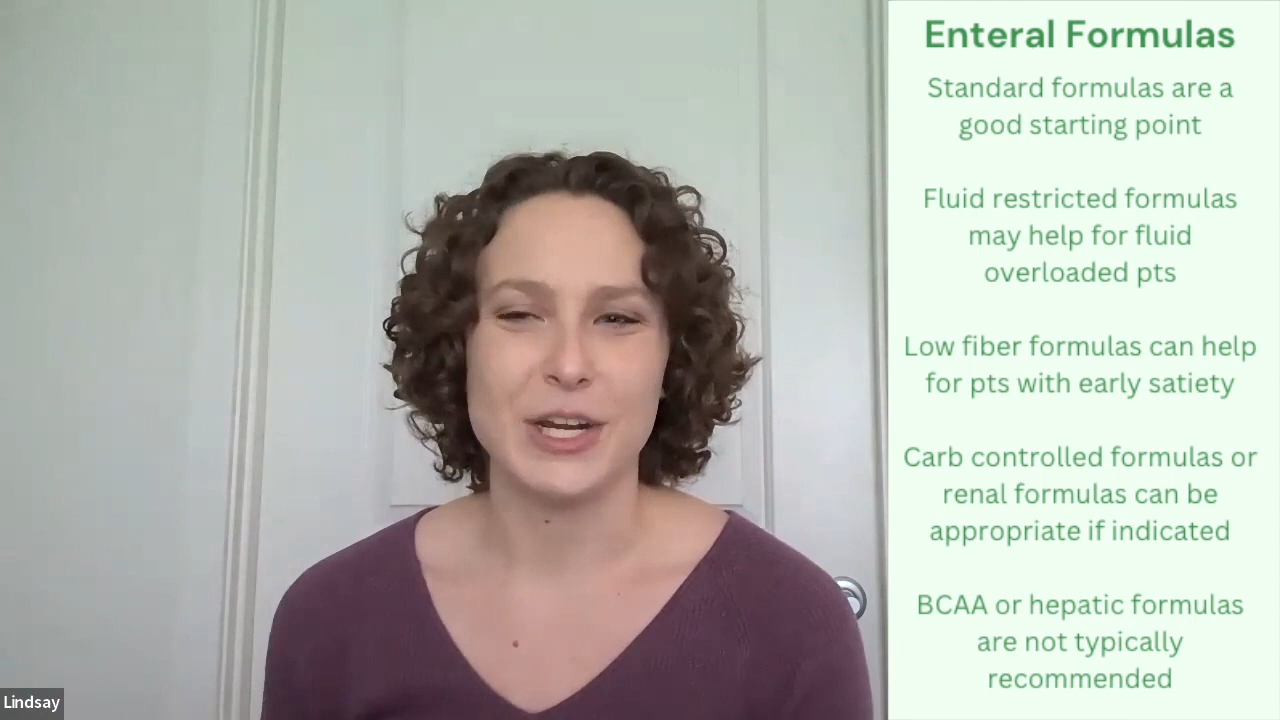 Enteral Formulas
Standard formulas are a
good starting point
Fluid restricted formulas
may help for fluid
overloaded pts
Low fiber formulas can help
for pts with early satiety
Carb controlled formulas or
renal formulas can be
appropriate if indicated
BCAA or hepatic formulas
are not typically
recommended
Lindsay